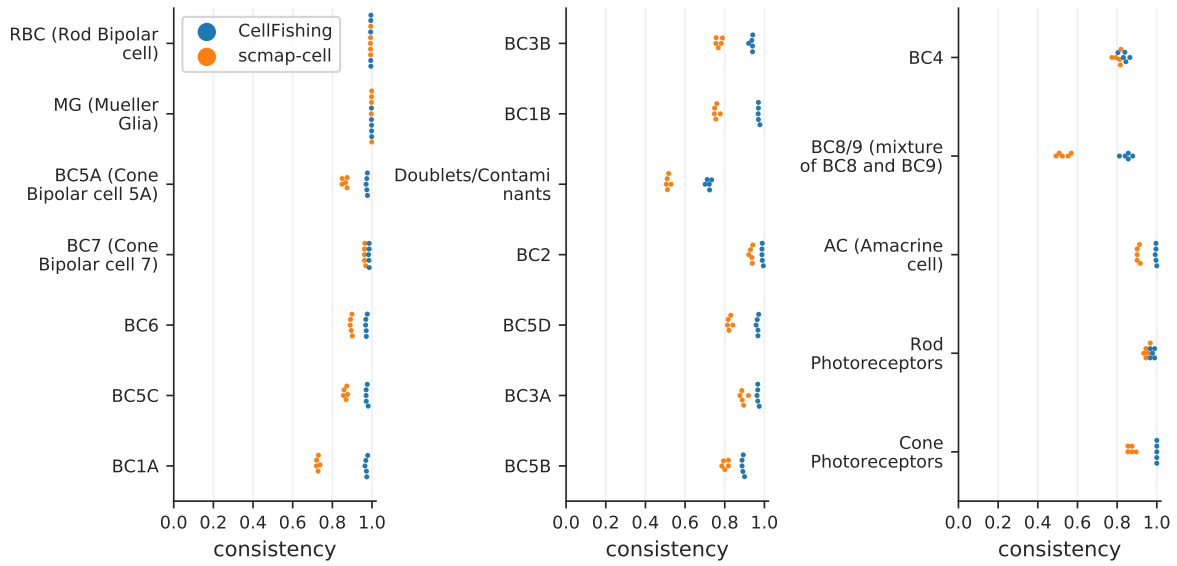 RBC (Rod Bipolar
cell)
MG (Mueller
Glia)
BC5A (Cone
Bipolar cell 5A)
BC7 (Cone
Bipolar cell 7)
BC6
BC5C
BC1A
CellFishing
scmap-cell
0.0 0.2 0.4 0.6 0.8 1.0
consistency
BC3B
BC1B
Doublets/Contami
nants
BC2
BC5D
BC3A
BC5B
0.0 0.2 0.4 0.6 0.8 1.0
consistency
BC4
BC8/9 (mixture
of BC8 and BC9)
AC (Amacrine
cell)
Rod
Photoreceptors
Cone
Photoreceptors
0.0 0.2 0.4 0.6 0.8 1.0
consistency